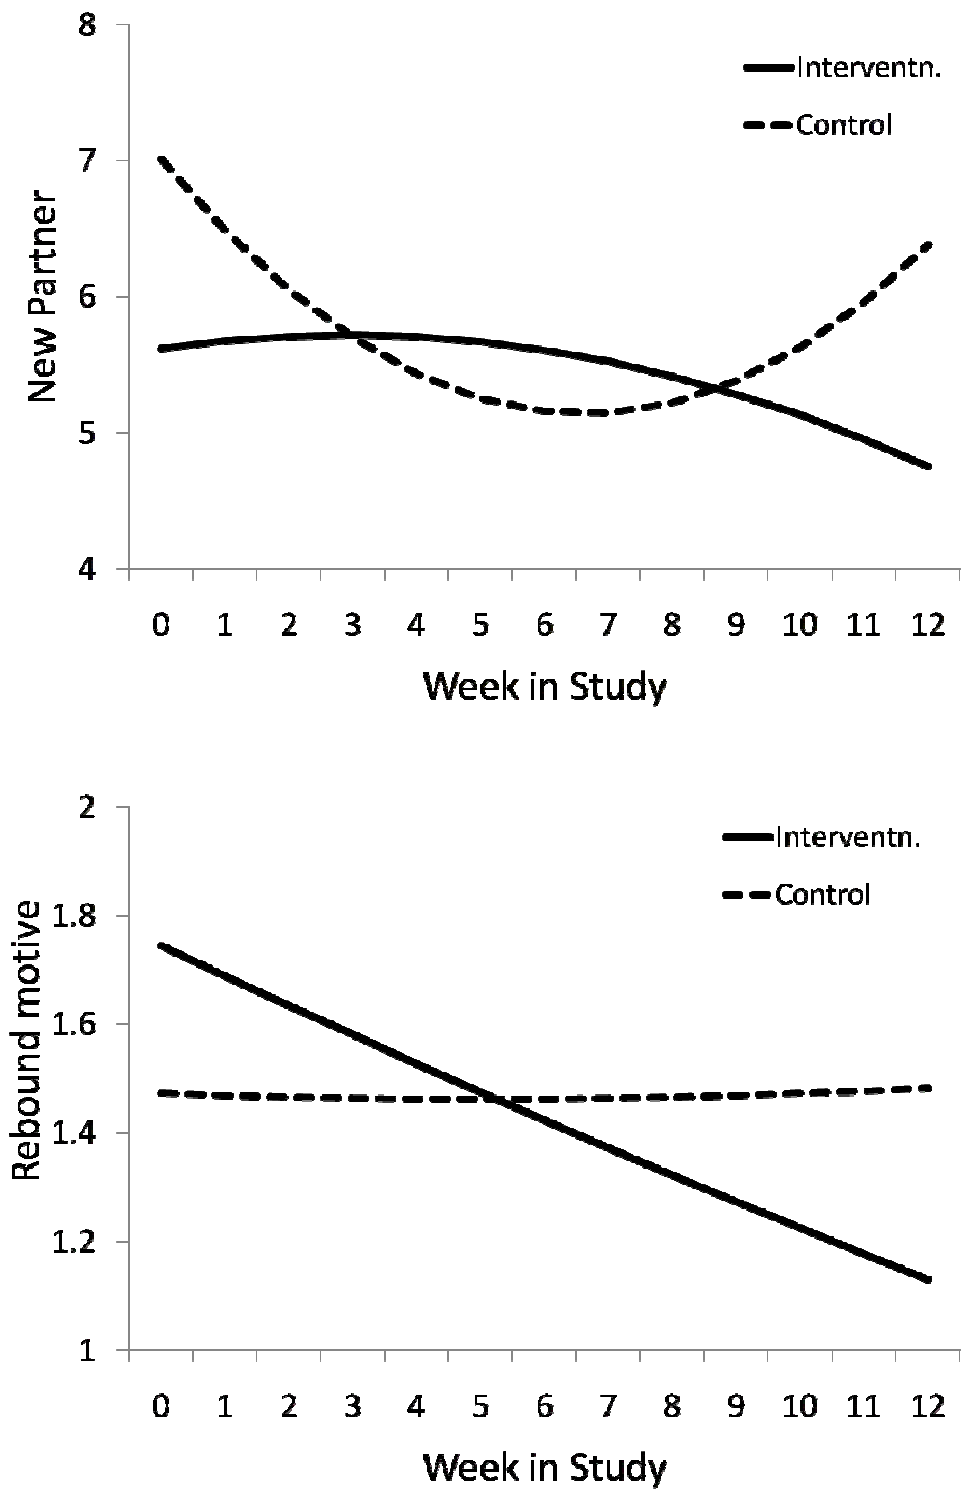 8
7
6
5
4
New Partner
Interventn.
Control
0 1 2 3 4 5 6 7 8 9 10 11 12
Week in Study
2
1.8
1.6
1.4
1.2
1
Rebound motive
Interventn.
Control
0 1 2 3 4 5 6 7 8 9 10 11 12
Week in Study